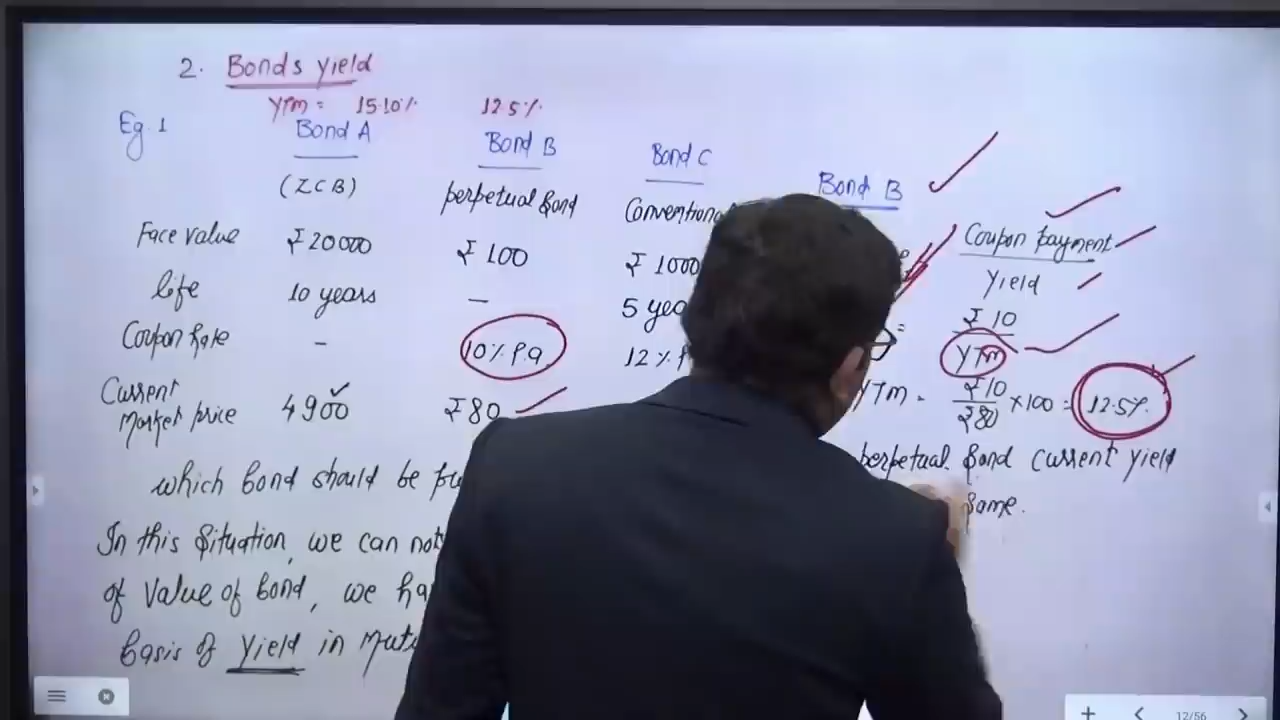 2. Bonds Yield
YTM = 15.10% 12.5%
Eg. 1 Bond A Bond B Bond C
(ZCB) perpetual Bond
Face value ₹20000 ₹100 ₹1000
life 10 years -
Coupon Rate - 10% P.a 12%
Current
Market price 4900 ₹80
which bond should be
In this Situation, we can not
of Value of bond, we
basis of Yield in
Bond B
Coupon Payment
Yield
= ₹10
YTM
YTM = ₹10
₹80 ×100 = 12.5%.
perpetual Bond current yield
Same.
12/56